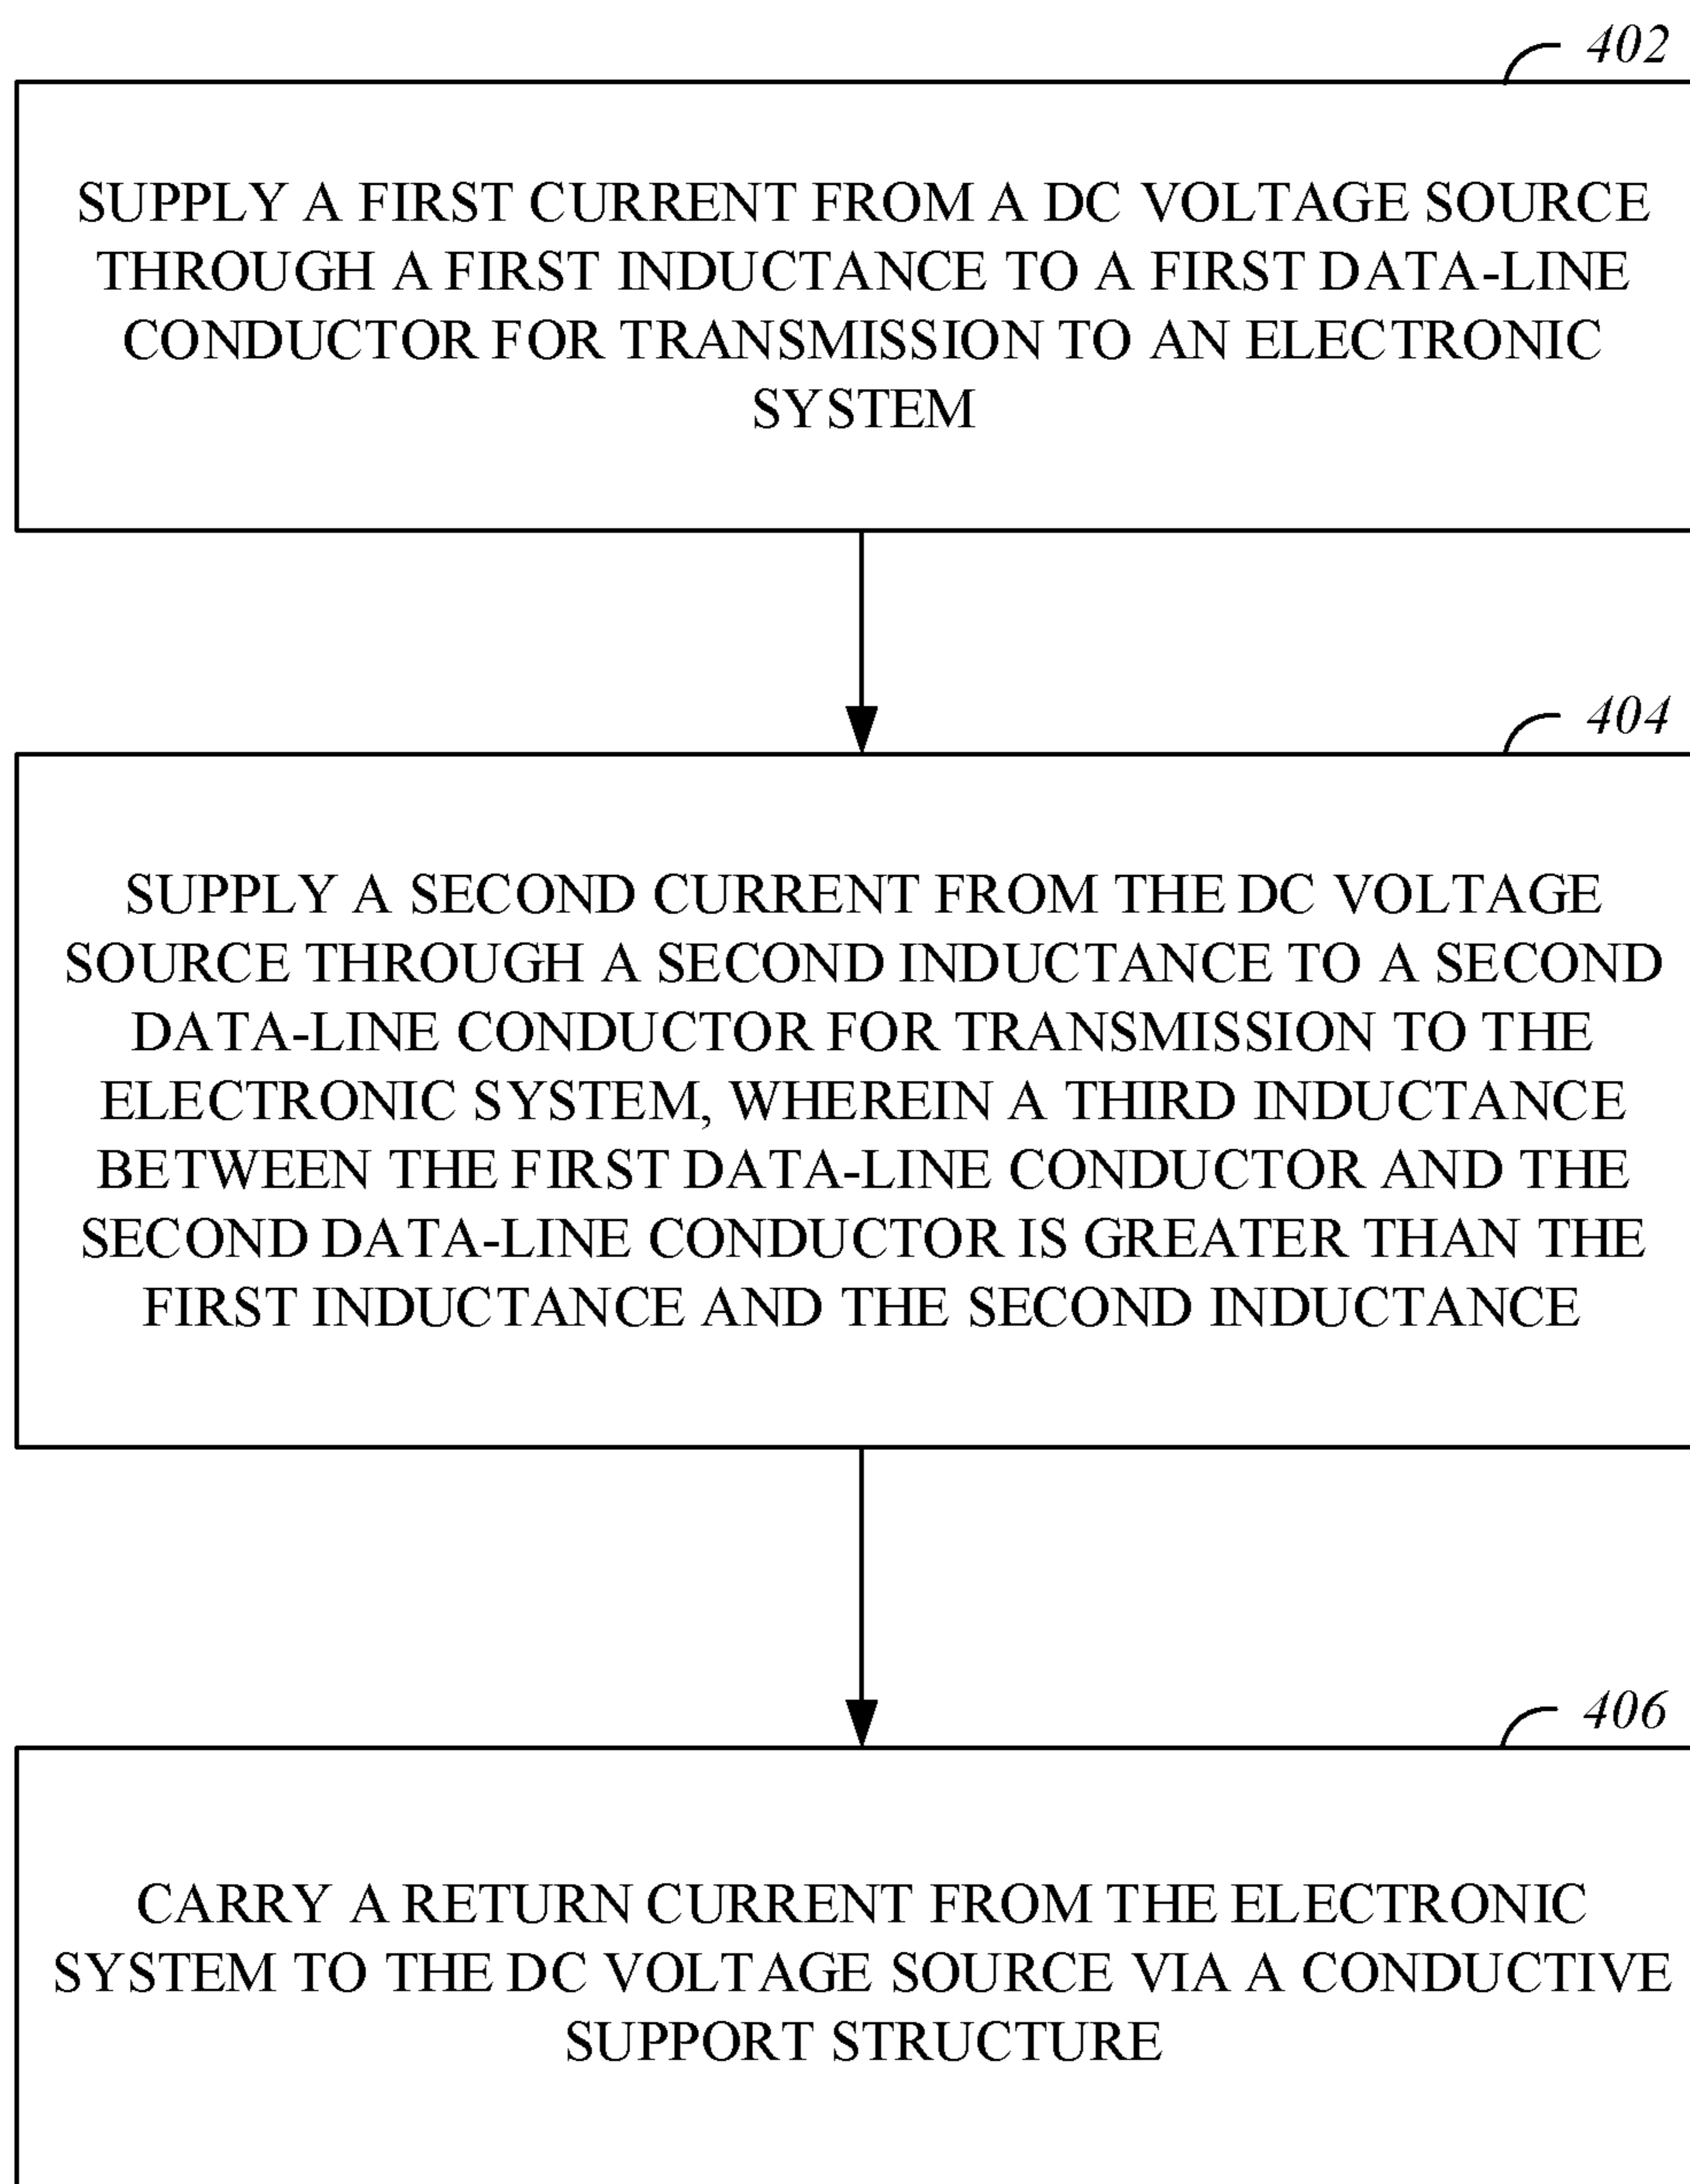 402
SUPPLY A FIRST CURRENT FROM A DC VOLTAGE SOURCE
THROUGH A FIRST INDUCTANCE TO A FIRST DATA-LINE
CONDUCTOR FOR TRANSMISSION TO AN ELECTRONIC
SYSTEM
404
SUPPLY A SECOND CURRENT FROM THE DC VOLTAGE
SOURCE THROUGH A SECOND INDUCTANCE TO A SECOND
DATA-LINE CONDUCTOR FOR TRANSMISSION TO THE
ELECTRONIC SYSTEM, WHEREIN A THIRD INDUCTANCE
BETWEEN THE FIRST DATA-LINE CONDUCTOR AND THE
SECOND DATA-LINE CONDUCTOR IS GREATER THAN THE
FIRST INDUCTANCE AND THE SECOND INDUCTANCE
406
CARRY A RETURN CURRENT FROM THE ELECTRONIC
SYSTEM TO THE DC VOLTAGE SOURCE VIA A CONDUCTIVE
SUPPORT STRUCTURE